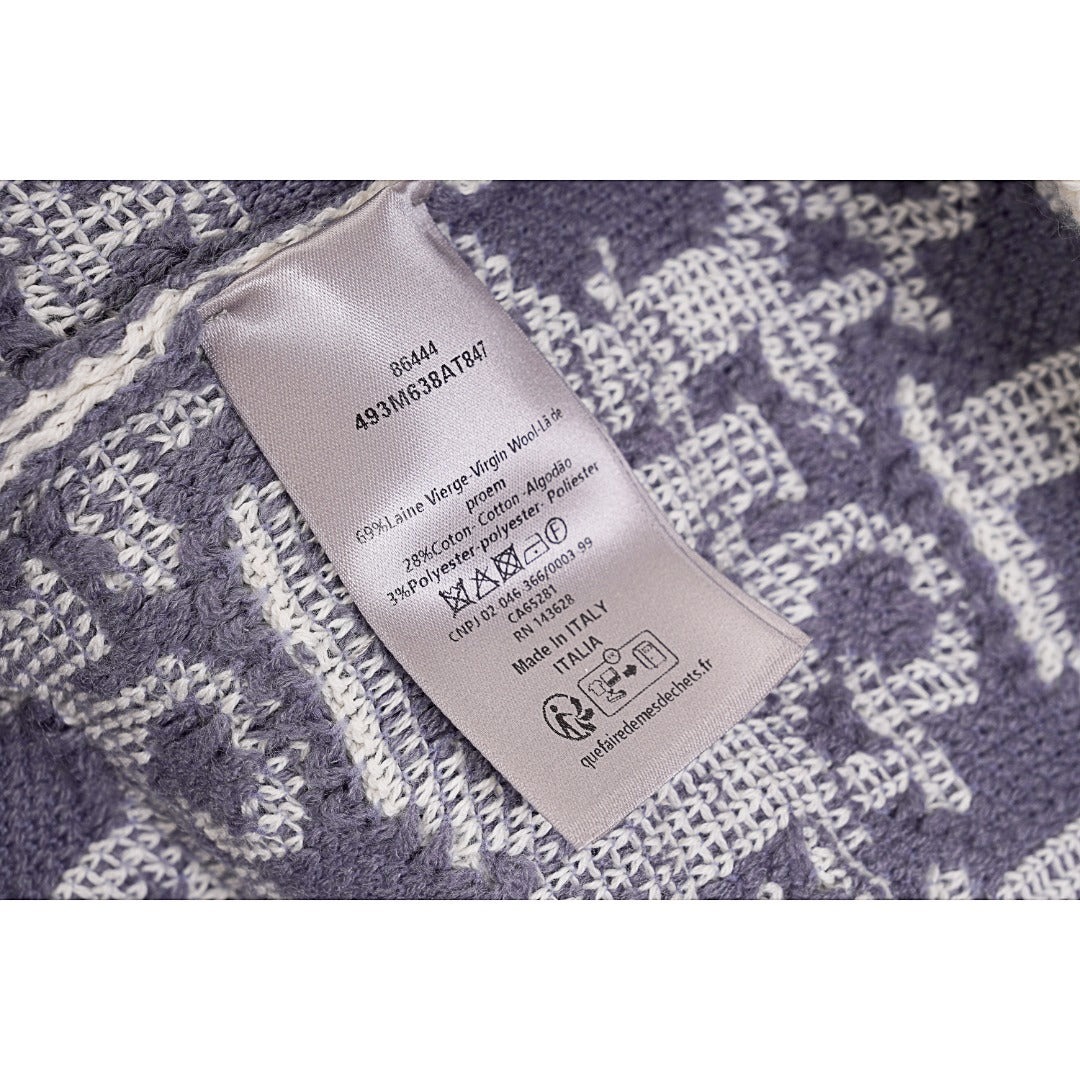 86444
493M638AT847
69%Laine Vierge-Virgin Wool-Lã de
proem
28%Coton- Cotton -Algodão
3%Polyester-polyester- Poliester
F
CNPJ 02.046.366/0003.99
CA65281
RN 143628
Made In ITALY
ITALIA
quefairedemesdechets.fr